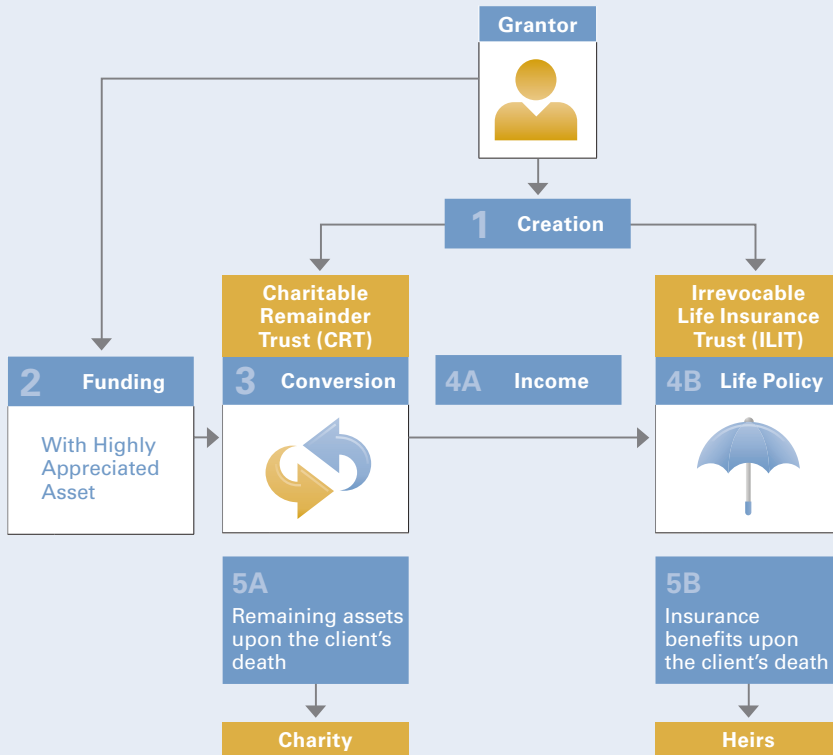 Grantor
1 Creation
Charitable
Remainder
Trust (CRT)
Irrevocable
Life Insurance
Trust (ILIT)
2 Funding
With Highly
Appreciated
Asset
3 Conversion
4A Income
4B Life Policy
5A
Remaining assets
upon the client's
death
5B
Insurance
benefits upon
the client's death
Charity
Heirs